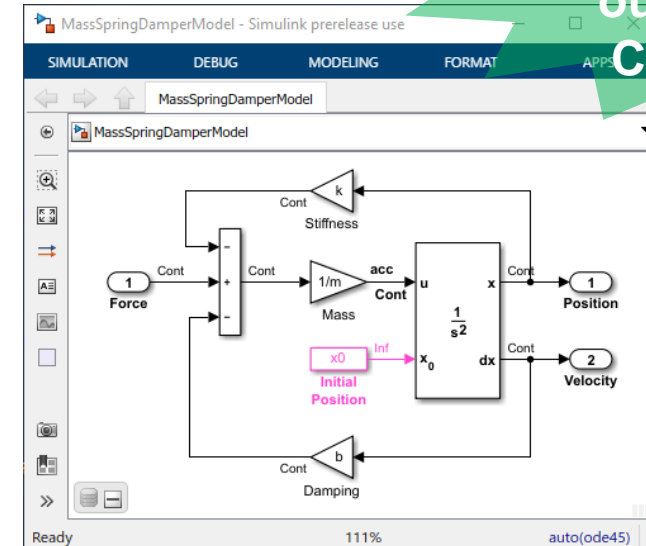 MassSpringDamperModel - Simulink prerelease use
SIMULATION DEBUG MODELING FORMAT APPS
C
MassSpringDamperModel
MassSpringDamperModel
k
Cont
Stiffness
−
1 Cont + Cont 1/m acc Cont u x Cont 1
Force Mass Position
−
1
s2
x0 Inf x0 dx Cont 2
Initial Position Velocity
b
Cont
Damping
Ready 111% auto(ode45)